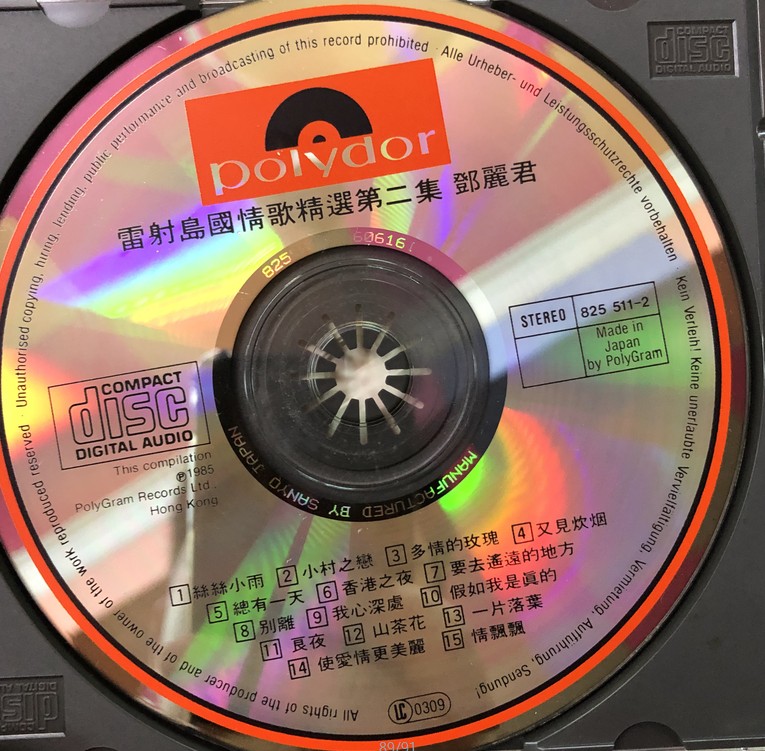 COMPACT
disc
DIGITAL AUDIO
Unauthorised copying, hiring, lending, public performance and broadcasting of this record prohibited · Alle Urheber- und Leistungsschutzrechte vorbehalten · Kein Verleih! Keine unerlaubte Vervielfältigung, Vermietung, Aufführung, Sendung!
polydor
雷射島國情歌精選第二集 鄧麗君
825
60616
STEREO 825 511-2
Made in
Japan
by PolyGram
COMPACT
disc
DIGITAL AUDIO
This compilation
℗1985
PolyGram Records Ltd.
Hong Kong
MANUFACTURED BY SANYO JAPAN
1 絲絲小雨 2 小村之戀 3 多情的玫瑰 4 又見炊烟
5 總有一天 6 香港之夜 7 要去遙遠的地方
8 別離 9 我心深處 10 假如我是真的
11 良夜 12 山茶花 13 一片落葉
14 使愛情更美麗 15 情飄飄
LC 0309
All rights of the producer and of the owner of the work reproduced reserved ·
DIGITAL AUDIO
disc
89/91